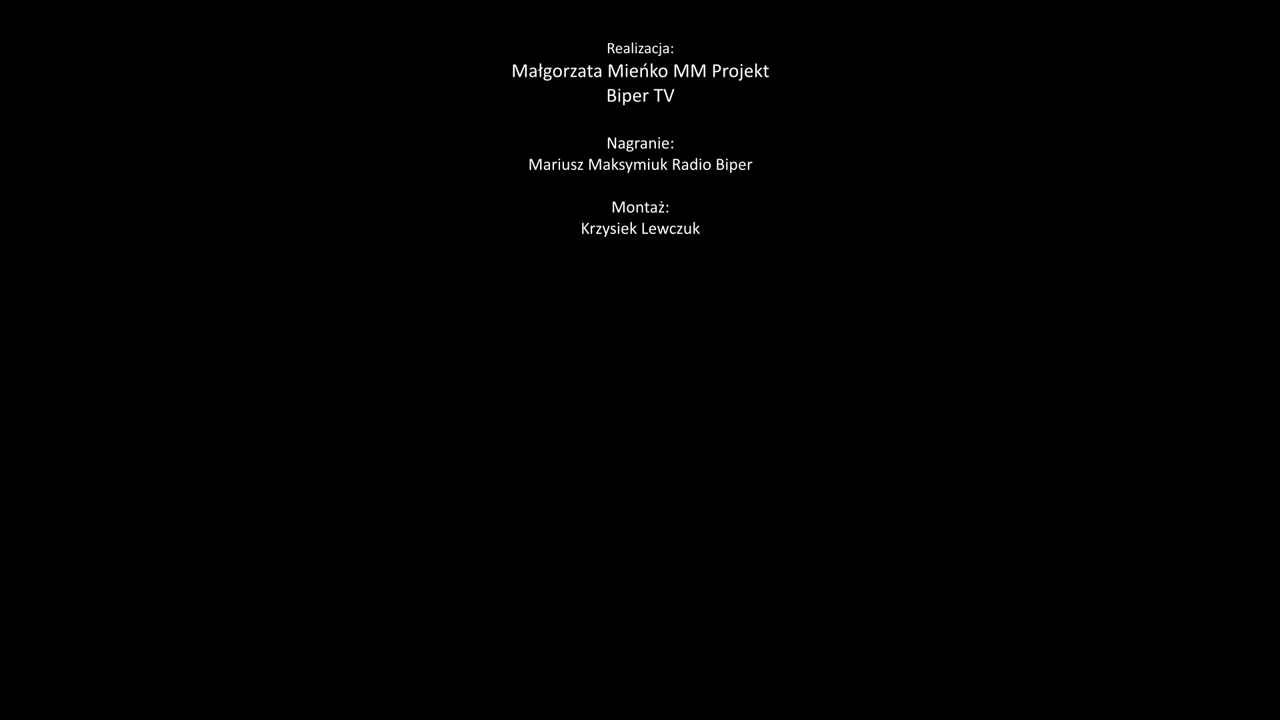 Realizacja:
Małgorzata Mieńko MM Projekt
Biper TV
Nagranie:
Mariusz Maksymiuk Radio Biper
Montaż:
Krzysiek Lewczuk